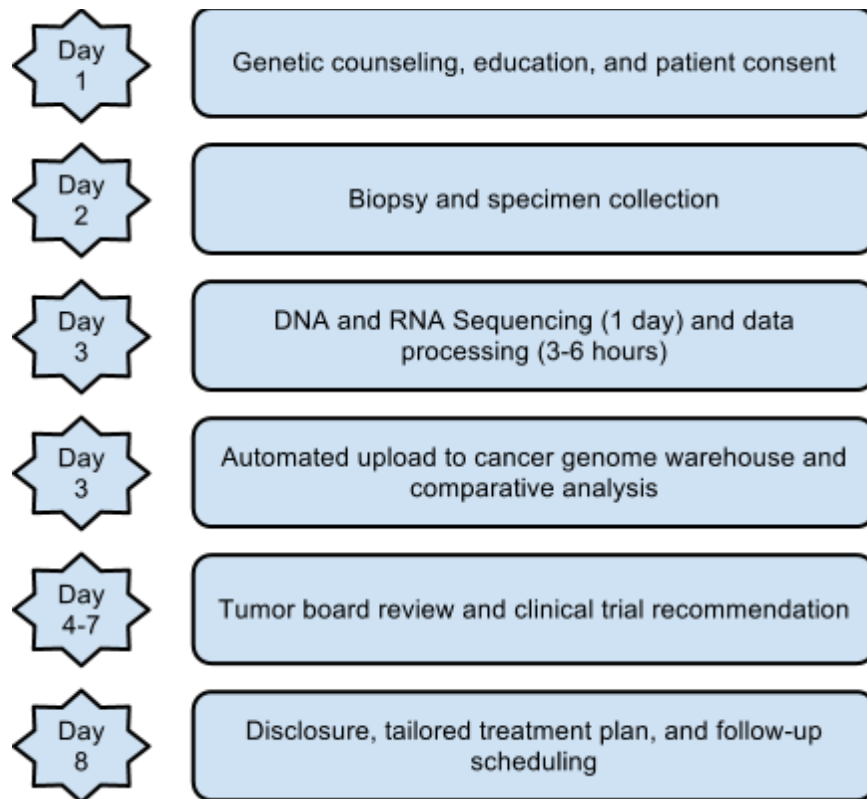 Day
1
Genetic counseling, education, and patient consent
Day
2
Biopsy and specimen collection
Day
3
DNA and RNA Sequencing (1 day) and data
processing (3-6 hours)
Day
3
Automated upload to cancer genome warehouse and
comparative analysis
Day
4-7
Tumor board review and clinical trial recommendation
Day
8
Disclosure, tailored treatment plan, and follow-up
scheduling